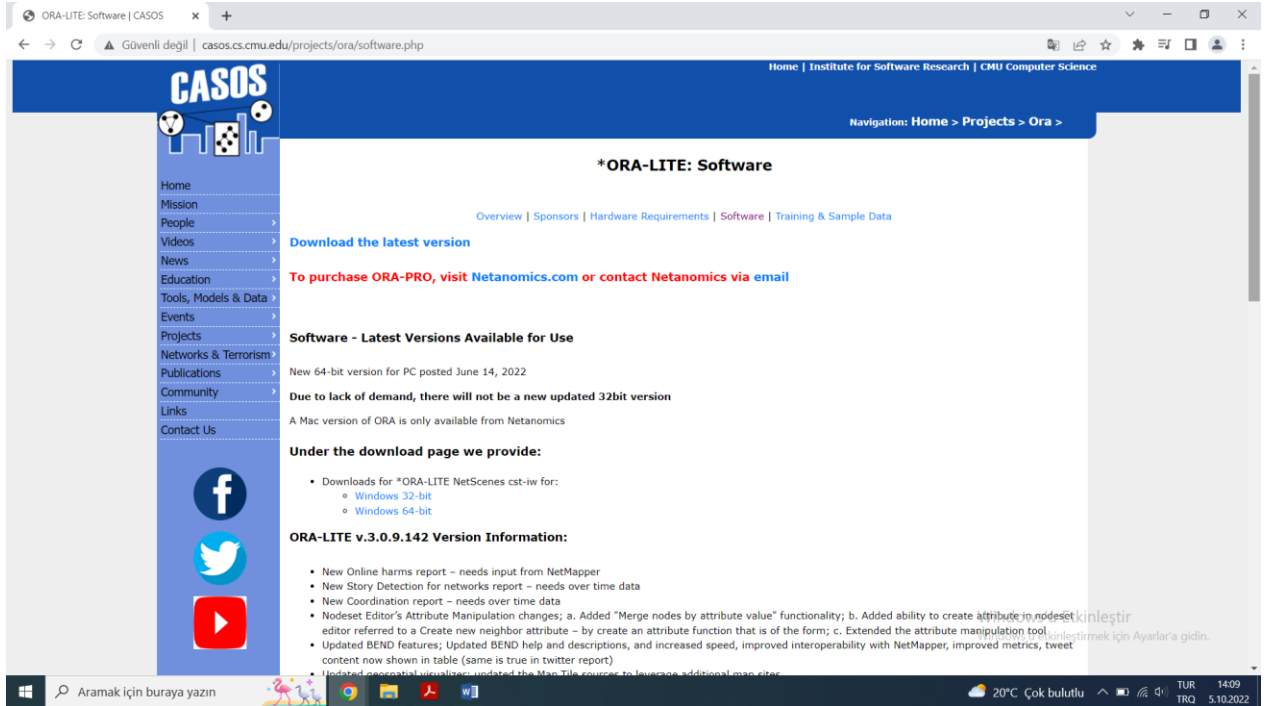 ORA-LITE: Software | CASOS
Güvenli değil | casos.cs.cmu.edu/projects/ora/software.php
CASOS
Home | Institute for Software Research | CMU Computer Science
Navigation: Home > Projects > Ora >
Home
Mission
People
Videos
News
Education
Tools, Models & Data
Events
Projects
Networks & Terrorism
Publications
Community
Links
Contact Us
*ORA-LITE: Software
Overview | Sponsors | Hardware Requirements | Software | Training & Sample Data
Download the latest version
To purchase ORA-PRO, visit Netanomics.com or contact Netanomics via email
Software - Latest Versions Available for Use
New 64-bit version for PC posted June 14, 2022
Due to lack of demand, there will not be a new updated 32bit version
A Mac version of ORA is only available from Netanomics
Under the download page we provide:
• Downloads for *ORA-LITE NetScenes cst-iw for:
Windows 32-bit
Windows 64-bit
ORA-LITE v.3.0.9.142 Version Information:
• New Online harms report – needs input from NetMapper
• New Story Detection for networks report – needs over time data
• New Coordination report – needs over time data
• Nodeset Editor's Attribute Manipulation changes; a. Added "Merge nodes by attribute value" functionality; b. Added ability to create attribute in nodeset
editor referred to a Create new neighbor attribute – by create an attribute function that is of the form; c. Extended the attribute manipulation tool
• Updated BEND features; Updated BEND help and descriptions, and increased speed, improved interoperability with NetMapper, improved metrics, tweet
content now shown in table (same is true in twitter report)
• Updated geospatial visualizer: updated the Map Tile sources to leverage additional map sites
Windows'u Etkinleştir
Windows'u etkinleştirmek için Ayarlar'a gidin.
Aramak için buraya yazın
20°C Çok bulutlu
TUR
TRQ
14:09
5.10.2022